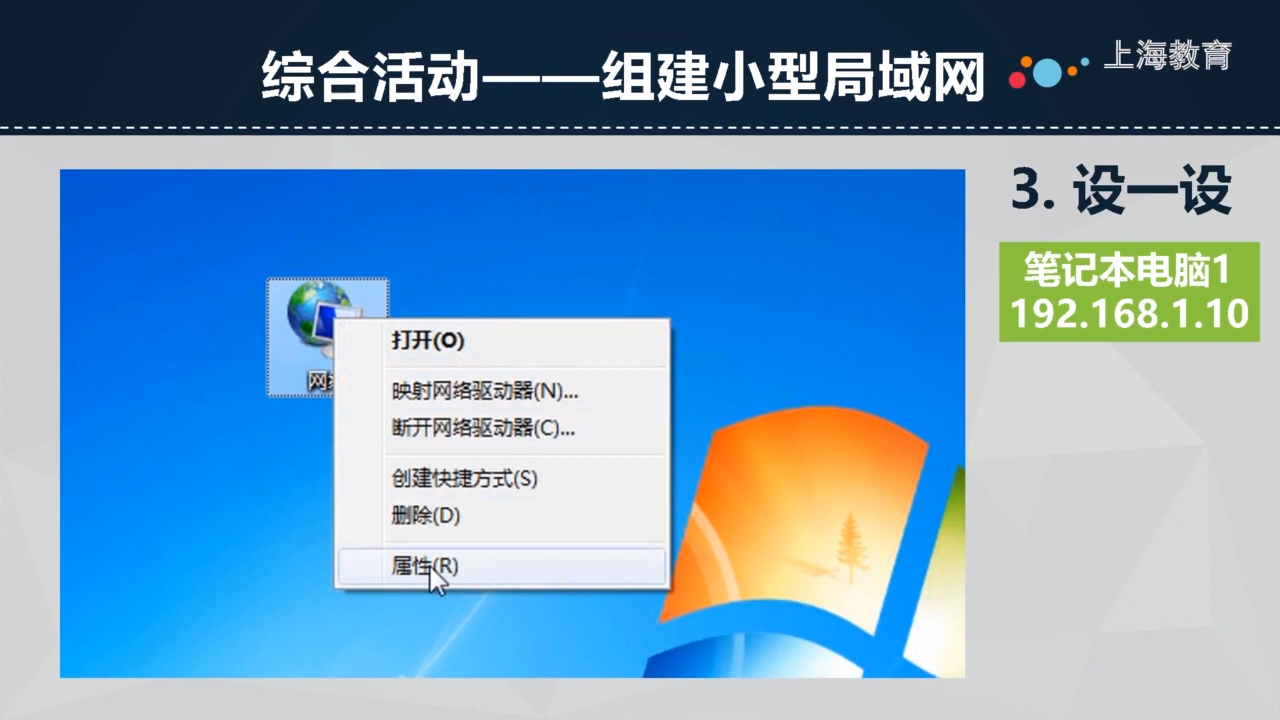 综合活动——组建小型局域网
上海教育
3. 设一设
笔记本电脑1
192.168.1.10
网
打开(O)
映射网络驱动器(N)...
断开网络驱动器(C)...
创建快捷方式(S)
删除(D)
属性(R)